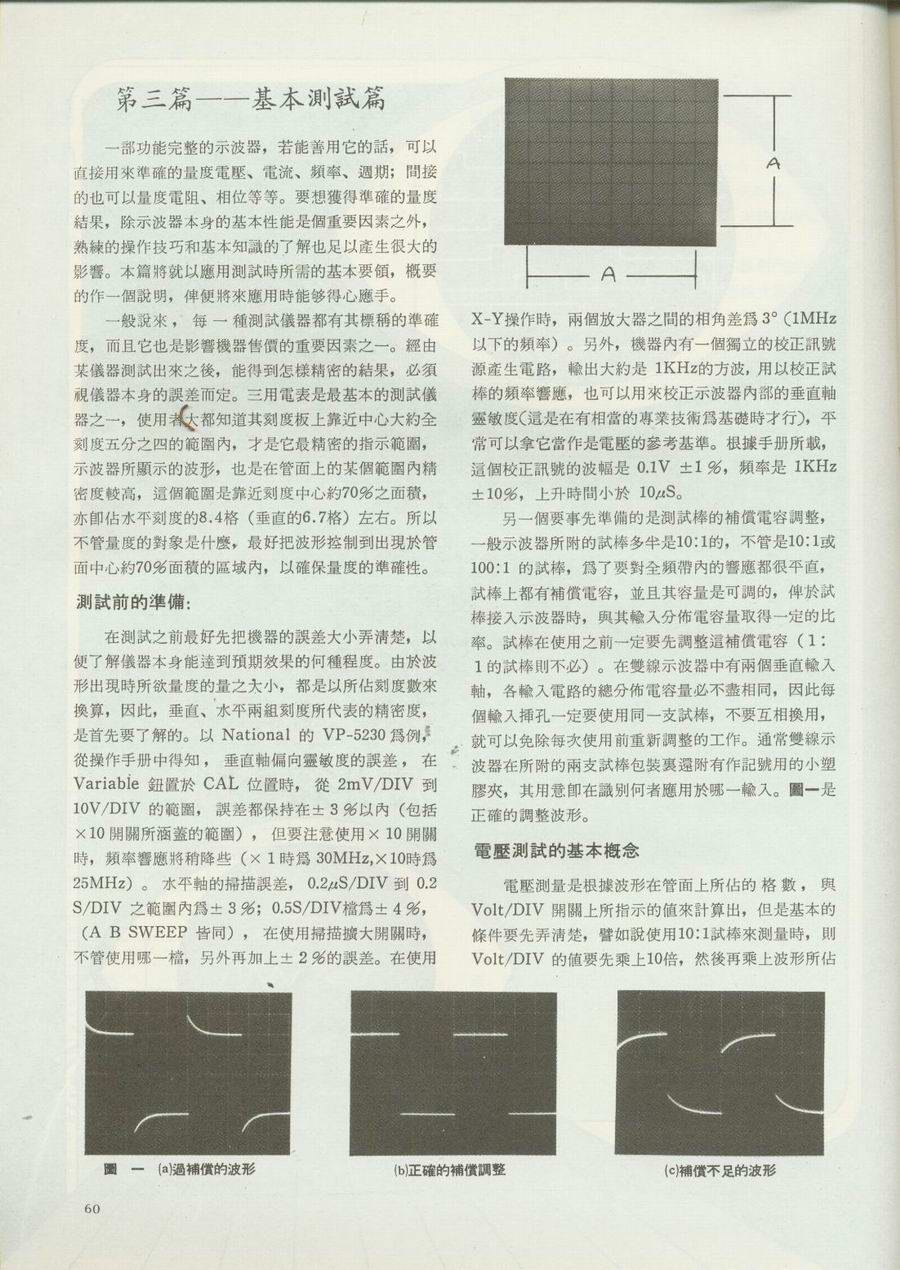 第三篇——基本測試篇
一部功能完整的示波器，若能善用它的話，可以
直接用來準確的量度電壓、電流、頻率、週期；間接
的也可以量度電阻、相位等等。要想獲得準確的量度
結果，除示波器本身的基本性能是個重要因素之外，
熟練的操作技巧和基本知識的了解也足以產生很大的
影響。本篇將就以應用測試時所需的基本要領，概要
的作一個說明，俾便將來應用時能够得心應手。
一般說來，每一種測試儀器都有其標稱的準確
度，而且它也是影響機器售價的重要因素之一。經由
某儀器測試出來之後，能得到怎樣精密的結果，必須
視儀器本身的誤差而定。三用電表是最基本的測試儀
器之一，使用者大都知道其刻度板上靠近中心大約全
刻度五分之四的範圍內，才是它最精密的指示範圍，
示波器所顯示的波形，也是在管面上的某個範圍內精
密度較高，這個範圍是靠近刻度中心約70%之面積，
亦卽佔水平刻度的8.4格（垂直的6.7格）左右。所以
不管量度的對象是什麼，最好把波形控制到出現於管
面中心約70%面積的區域內，以確保量度的準確性。
測試前的準備：
在測試之前最好先把機器的誤差大小弄清楚，以
便了解儀器本身能達到預期效果的何種程度。由於波
形出現時所欲量度的量之大小，都是以所佔刻度數來
換算，因此，垂直、水平兩組刻度所代表的精密度，
是首先要了解的。以 National 的 VP-5230 爲例，
從操作手册中得知，垂直軸偏向靈敏度的誤差，在
Variable 鈕置於 CAL 位置時，從 2mV/DIV 到
10V/DIV 的範圍，誤差都保持在± 3 %以內（包括
×10 開關所涵蓋的範圍），但要注意使用× 10 開關
時，頻率響應將稍降些（× 1 時爲 30MHz,×10時爲
25MHz）。水平軸的掃描誤差，0.2μS/DIV 到 0.2
S/DIV 之範圍內爲± 3 %；0.5S/DIV檔爲± 4 %，
（A B SWEEP 皆同），在使用掃描擴大開關時，
不管使用哪一檔，另外再加上± 2 %的誤差。在使用
A
A
X-Y操作時，兩個放大器之間的相角差爲 3°（1MHz
以下的頻率）。另外，機器內有一個獨立的校正訊號
源產生電路，輸出大約是 1KHz的方波，用以校正試
棒的頻率響應，也可以用來校正示波器內部的垂直軸
靈敏度(這是在有相當的專業技術爲基礎時才行)，平
常可以拿它當作是電壓的參考基準。根據手册所載，
這個校正訊號的波幅是 0.1V ±1 %，頻率是 1KHz
±10%，上升時間小於 10μS。
另一個要事先準備的是測試棒的補償電容調整，
一般示波器所附的試棒多半是10:1的，不管是10:1或
100:1 的試棒，爲了要對全頻帶內的響應都很平直，
試棒上都有補償電容，並且其容量是可調的，俾於試
棒接入示波器時，與其輸入分佈電容量取得一定的比
率。試棒在使用之前一定要先調整這補償電容（1：
1的試棒則不必）。在雙線示波器中有兩個垂直輸入
軸，各輸入電路的總分佈電容量必不盡相同，因此每
個輸入揷孔一定要使用同一支試棒，不要互相換用，
就可以免除每次使用前重新調整的工作。通常雙線示
波器在所附的兩支試棒包裝裏還附有作記號用的小塑
膠夾，其用意卽在識別何者應用於哪一輸入。圖一是
正確的調整波形。
電壓測試的基本概念
電壓測量是根據波形在管面上所佔的格數，與
Volt/DIV 開關上所指示的值來計算出，但是基本的
條件要先弄清楚，譬如說使用10:1試棒來測量時，則
Volt/DIV 的値要先乘上10倍，然後再乘上波形所佔
圖 一 (a)過補償的波形
(b)正確的補償調整
(c)補償不足的波形
60